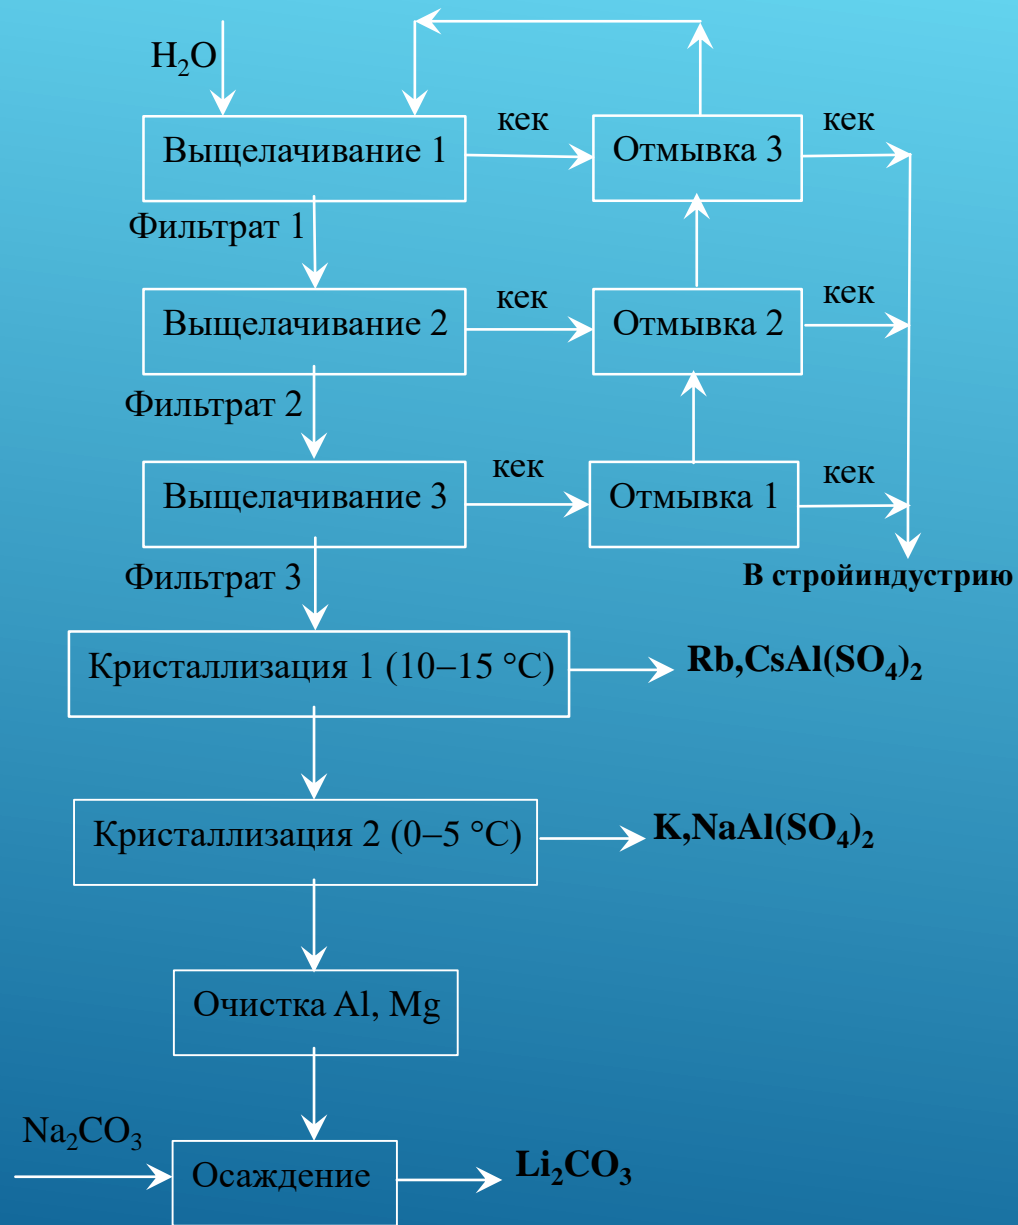 H₂O
Выщелачивание 1
кек
Отмывка 3
кек
Фильтрат 1
Выщелачивание 2
кек
Отмывка 2
кек
Фильтрат 2
Выщелачивание 3
кек
Отмывка 1
кек
Фильтрат 3
В стройиндустрию
Кристаллизация 1 (10–15 °C)
Rb,CsAl(SO₄)₂
Кристаллизация 2 (0–5 °C)
K,NaAl(SO₄)₂
Очистка Al, Mg
Na₂CO₃
Осаждение
Li₂CO₃